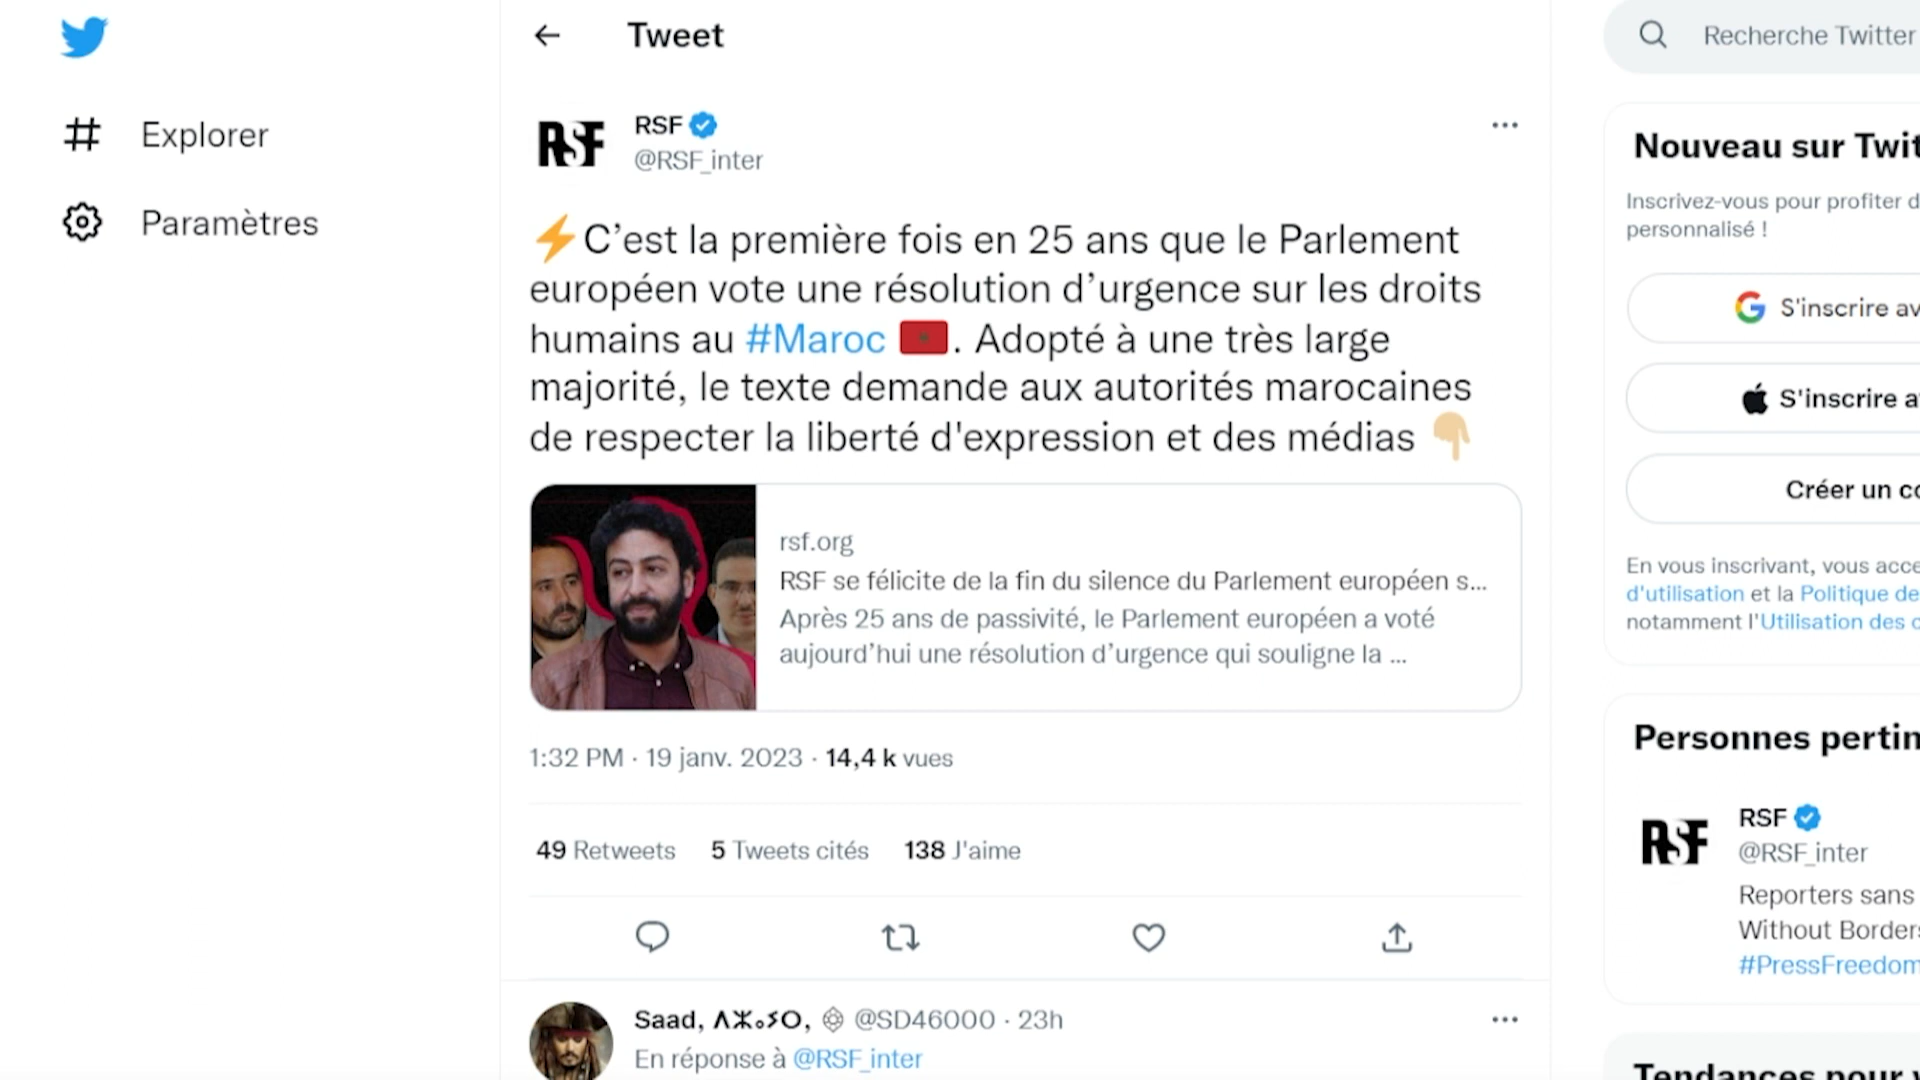 Tweet
Recherche Twitter
Explorer
Paramètres
RSF
RSF
@RSF_inter
C’est la première fois en 25 ans que le Parlement
européen vote une résolution d’urgence sur les droits
humains au #Maroc . Adopté à une très large
majorité, le texte demande aux autorités marocaines
de respecter la liberté d'expression et des médias
rsf.org
RSF se félicite de la fin du silence du Parlement européen s...
Après 25 ans de passivité, le Parlement européen a voté
aujourd’hui une résolution d’urgence qui souligne la ...
1:32 PM · 19 janv. 2023 · 14,4 k vues
49 Retweets 5 Tweets cités 138 J'aime
Saad, ⴷⵣⴰⵢⵔ, @SD46000 · 23h
En réponse à @RSF_inter
Nouveau sur Twit
Inscrivez-vous pour profiter d
personnalisé !
S'inscrire av
S'inscrire a
Créer un co
En vous inscrivant, vous acce
d'utilisation et la Politique de
notamment l'Utilisation des c
Personnes pertin
RSF
RSF
@RSF_inter
Reporters sans
Without Borders
#PressFreedom
Tendances pour v